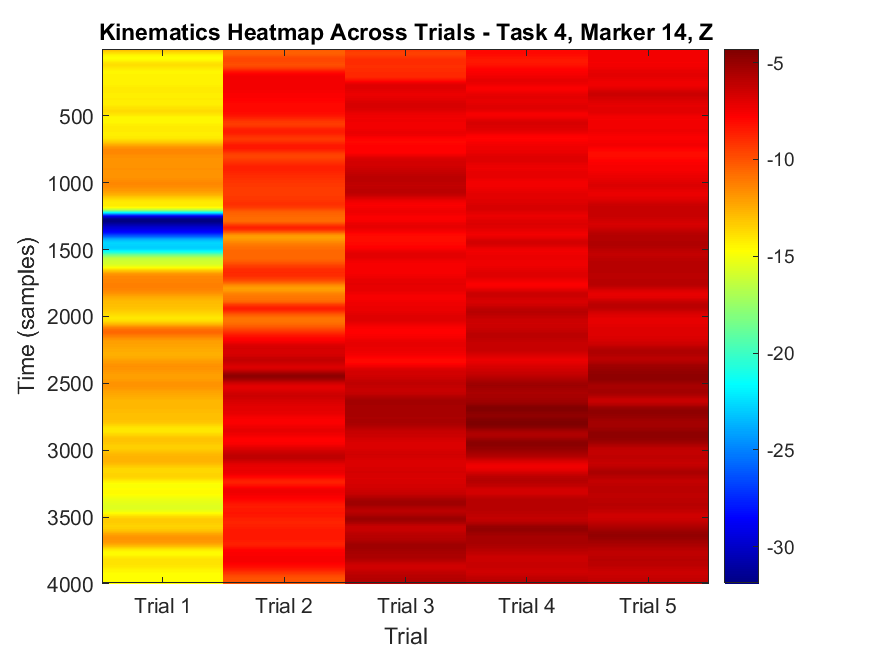 Kinematics Heatmap Across Trials - Task 4, Marker 14, Z
Time (samples)
500
1000
1500
2000
2500
3000
3500
4000
Trial 1
Trial 2
Trial 3
Trial 4
Trial 5
Trial
-5
-10
-15
-20
-25
-30